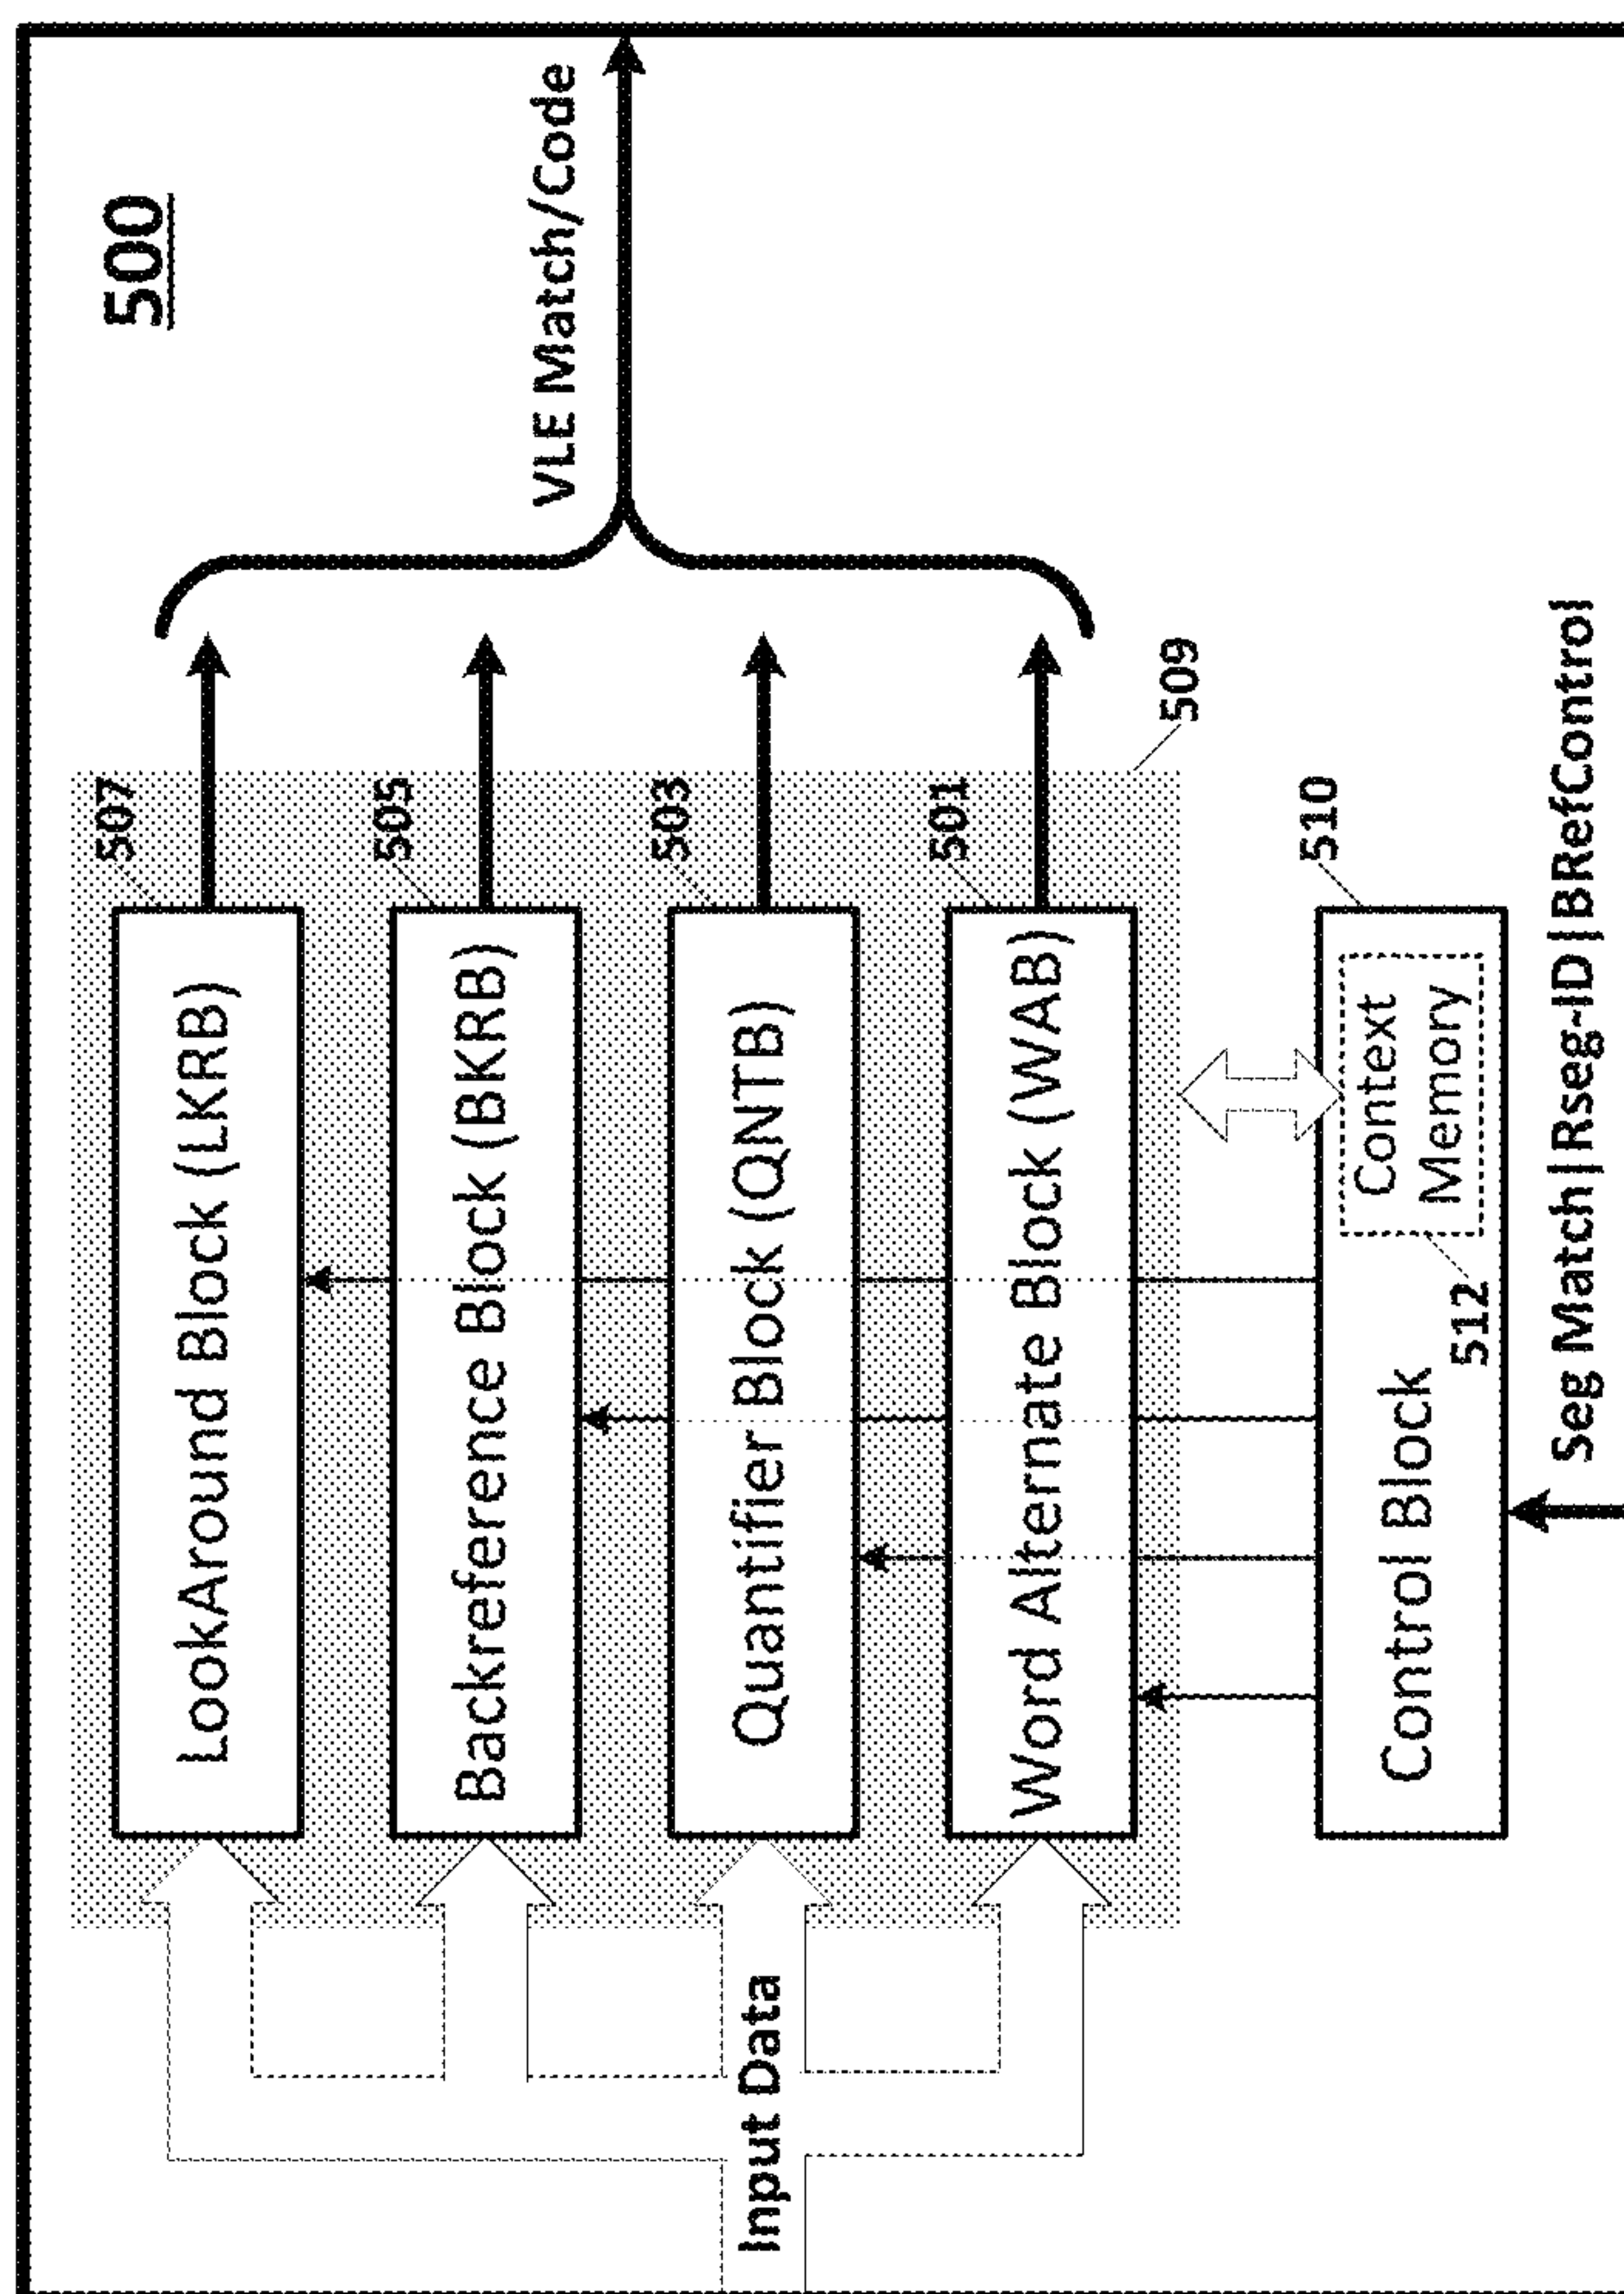 500
VLE Match/Code
507
LookAround Block (LKRB)
505
Backreference Block (BKRB)
503
Quantifier Block (QNTB)
501
Word Alternate Block (WAB)
509
Input Data
510
Control Block
Context
Memory
512
Seg Match|Rseg-ID|BRefControl